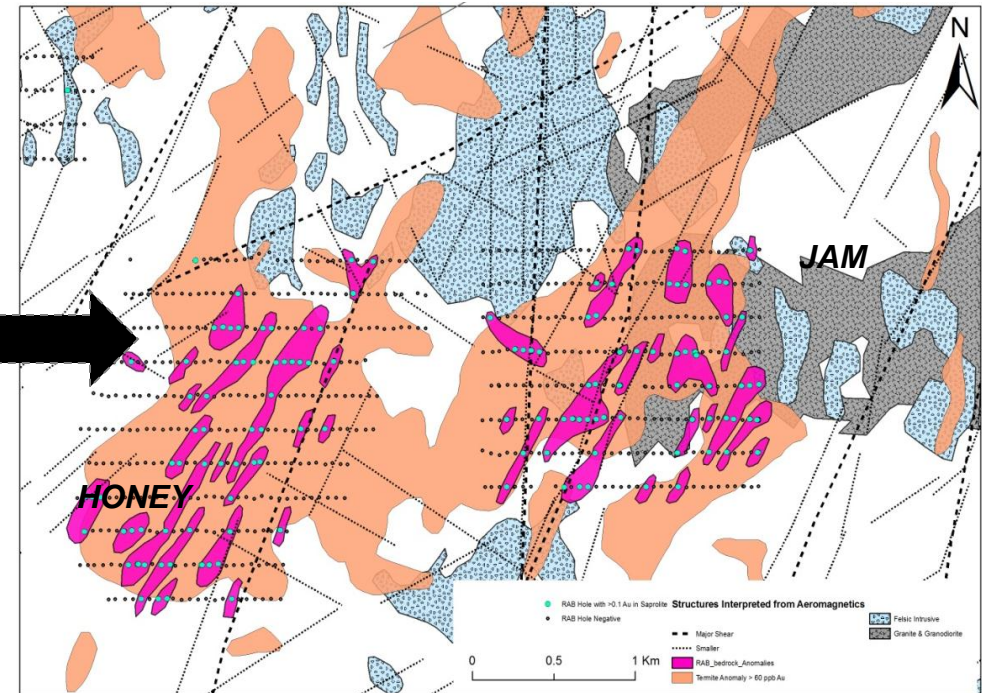 N
JAM
HONEY
RAB Hole with >0.1 Au in Saprolite
RAB Hole Negative
0 0.5 1 Km
Structures Interpreted from Aeromagnetics
Major Shear
Smaller
RAB_bedrock_Anomalies
Termite Anomaly > 60 ppb Au
Felsic Intrusive
Granite & Granodiorite